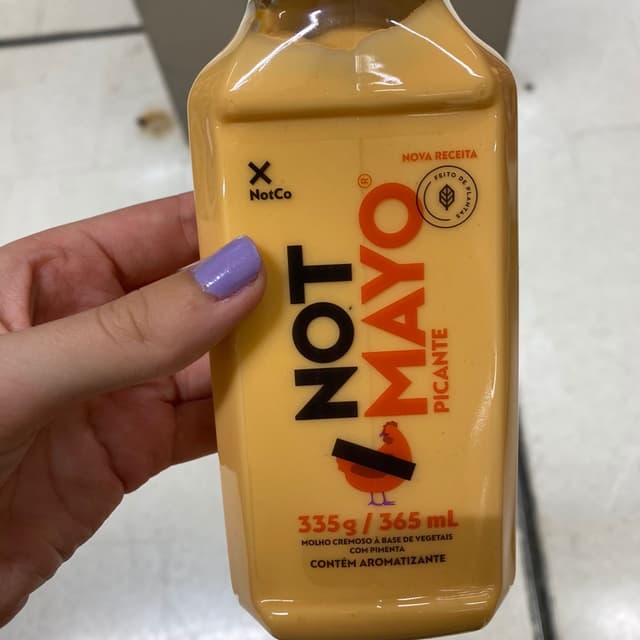 NOVA RECEITA
X
NotCo
FEITO DE PLANTAS
NOT
MAYO®
PICANTE
335g / 365 mL
MOLHO CREMOSO À BASE DE VEGETAIS
COM PIMENTA
CONTÉM AROMATIZANTE